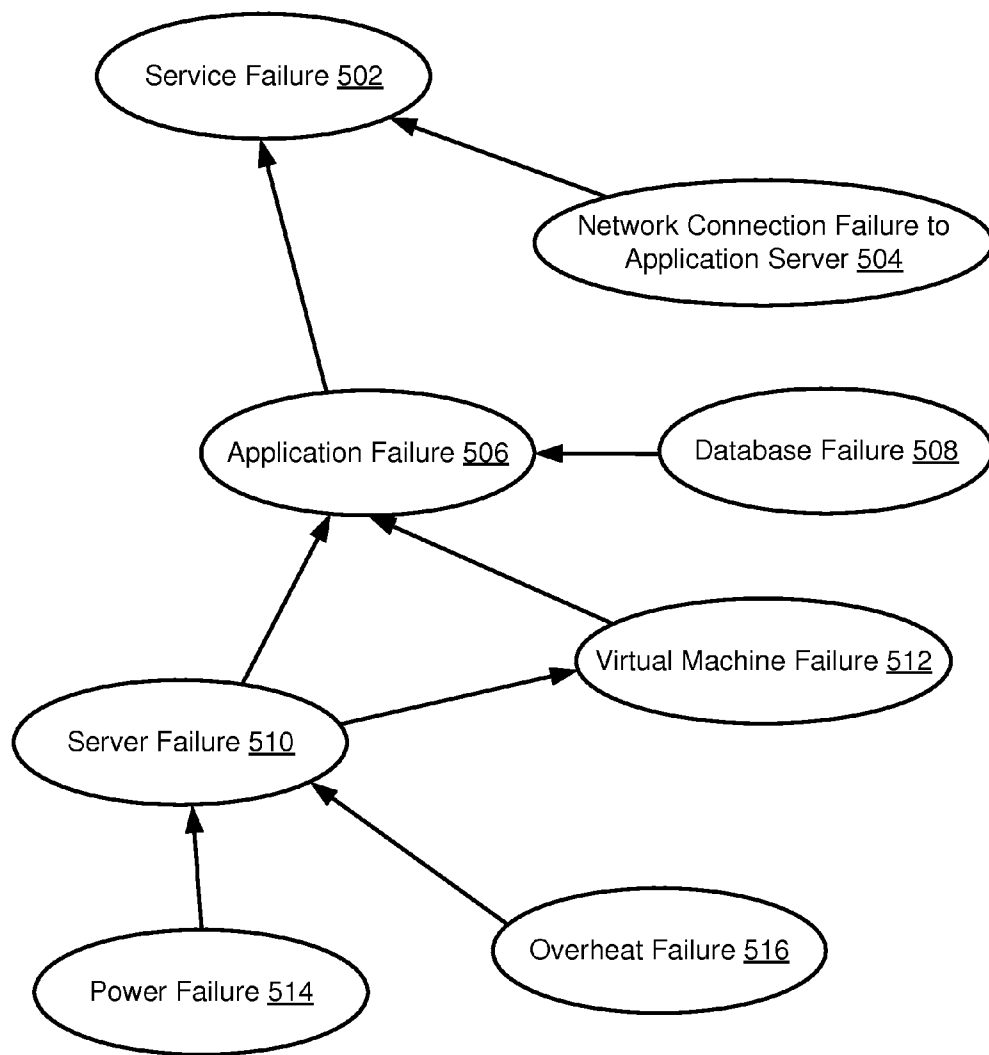 Service Failure 502
Network Connection Failure to
Application Server 504
Application Failure 506
Database Failure 508
Virtual Machine Failure 512
Server Failure 510
Overheat Failure 516
Power Failure 514